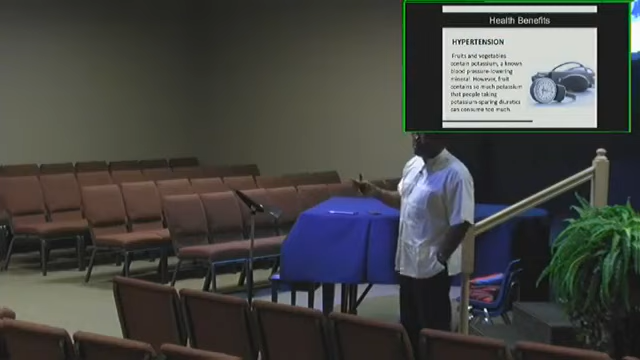 Health Benefits
HYPERTENSION
Fruits and vegetables
contain potassium, a known
blood pressure-lowering
mineral. However, fruit
contains so much potassium
that people taking
potassium-sparing diuretics
can consume too much.